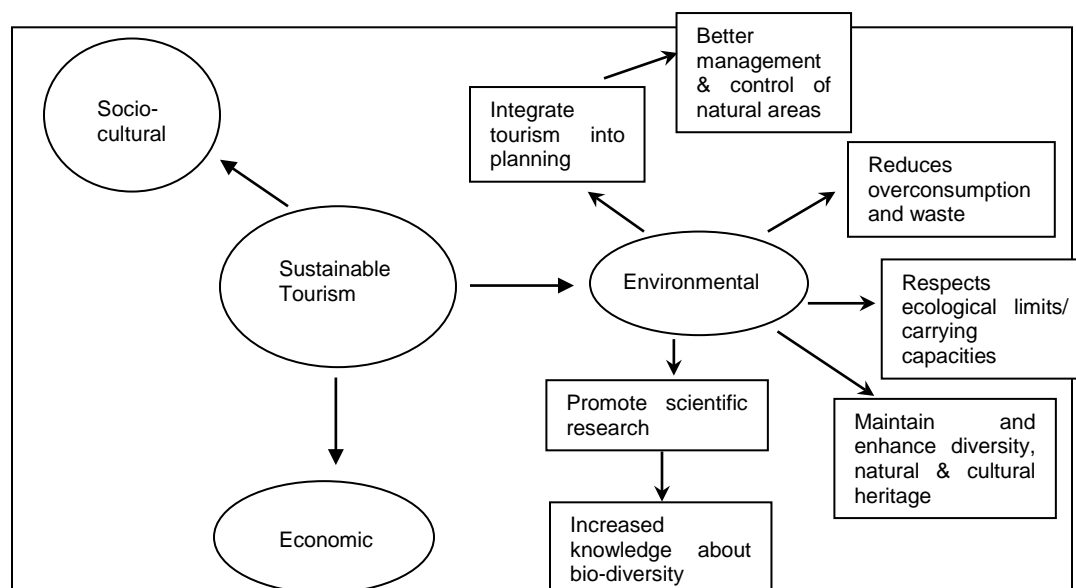 Better
management
& control of
natural areas
Socio-
cultural
Integrate
tourism into
planning
Reduces
overconsumption
and waste
Sustainable
Tourism
Environmental
Respects
ecological limits/
carrying
capacities
Promote scientific
research
Maintain and
enhance diversity,
natural & cultural
heritage
Economic
Increased
knowledge about
bio-diversity